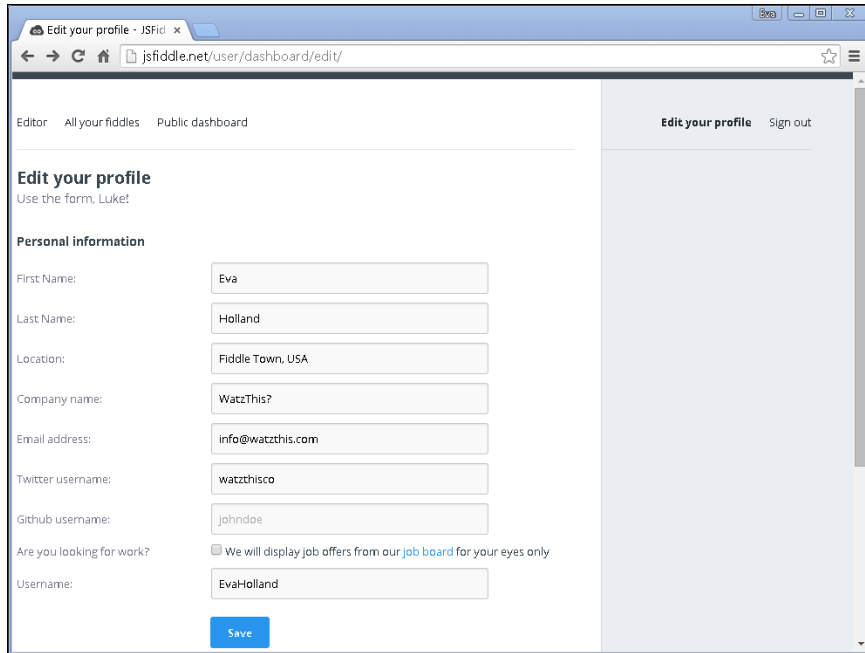 Eva
Edit your profile - JSFid
jsfiddle.net/user/dashboard/edit/
Editor All your fiddles Public dashboard
Edit your profile Sign out
Edit your profile
Use the form, Luke!
Personal information
First Name: Eva
Last Name: Holland
Location: Fiddle Town, USA
Company name: WatzThis?
Email address: info@watzthis.com
Twitter username: watzthisco
Github username: johndoe
Are you looking for work? We will display job offers from our job board for your eyes only
Username: EvaHolland
Save